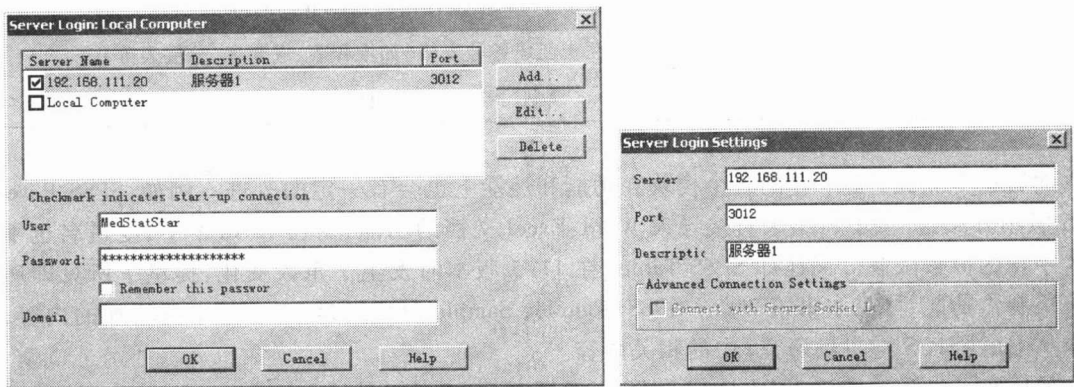 Server Login: Local Computer
Server Name Description Port
192.168.111.20 服务器1 3012
Local Computer
Add...
Edit...
Delete
Checkmark indicates start-up connection
User MedStatStar
Password: ********************
Remember this passwor
Domain
OK Cancel Help
Server Login Settings
Server 192.168.111.20
Port 3012
Descriptic 服务器1
Advanced Connection Settings
Connect with Secure Socket
OK Cancel Help